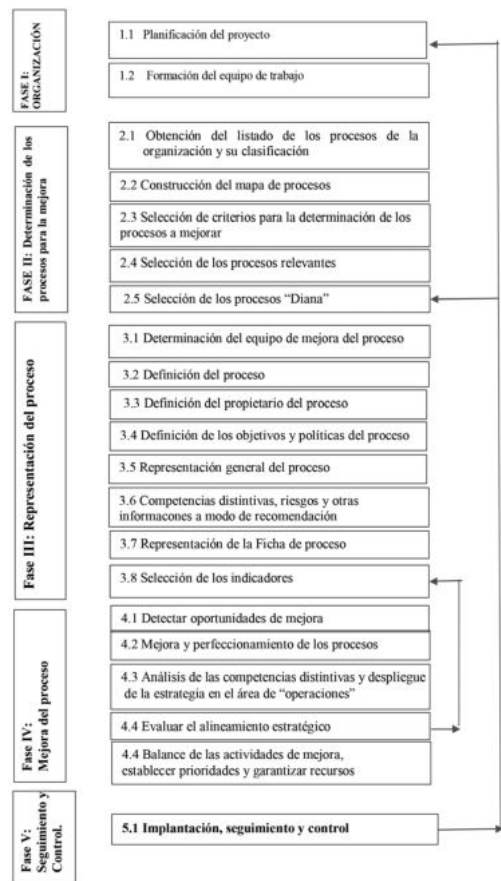 FASE I:
ORGANIZACIÓN
1.1 Planificación del proyecto
1.2 Formación del equipo de trabajo
FASE II: Determinación de los
procesos para la mejora
2.1 Obtención del listado de los procesos de la
organización y su clasificación
2.2 Construcción del mapa de procesos
2.3 Selección de criterios para la determinación de los
procesos a mejorar
2.4 Selección de los procesos relevantes
2.5 Selección de los procesos “Diana”
Fase III: Representación del proceso
3.1 Determinación del equipo de mejora del proceso
3.2 Definición del proceso
3.3 Definición del propietario del proceso
3.4 Definición de los objetivos y políticas del proceso
3.5 Representación general del proceso
3.6 Competencias distintivas, riesgos y otras
informacones a modo de recomendación
3.7 Representación de la Ficha de proceso
3.8 Selección de los indicadores
Fase IV:
Mejora del proceso
4.1 Detectar oportunidades de mejora
4.2 Mejora y perfeccionamiento de los procesos
4.3 Análisis de las competencias distintivas y despliegue
de la estrategia en el área de “operaciones”
4.4 Evaluar el alineamiento estratégico
4.4 Balance de las actividades de mejora,
establecer prioridades y garantizar recursos
Fase V:
Seguimiento y
Control.
5.1 Implantación, seguimiento y control